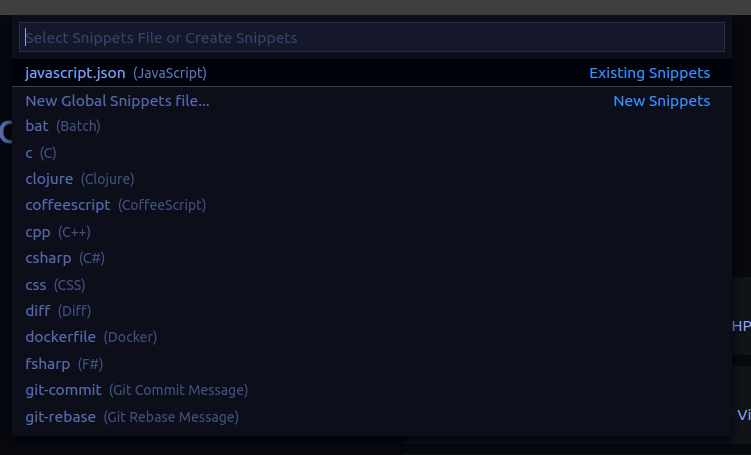 Select Snippets File or Create Snippets
javascript.json (JavaScript) Existing Snippets
New Global Snippets file... New Snippets
bat (Batch)
c (C)
clojure (Clojure)
coffeescript (CoffeeScript)
cpp (C++)
csharp (C#)
css (CSS)
diff (Diff)
dockerfile (Docker)
fsharp (F#)
HP
git-commit (Git Commit Message)
git-rebase (Git Rebase Message)
Vi